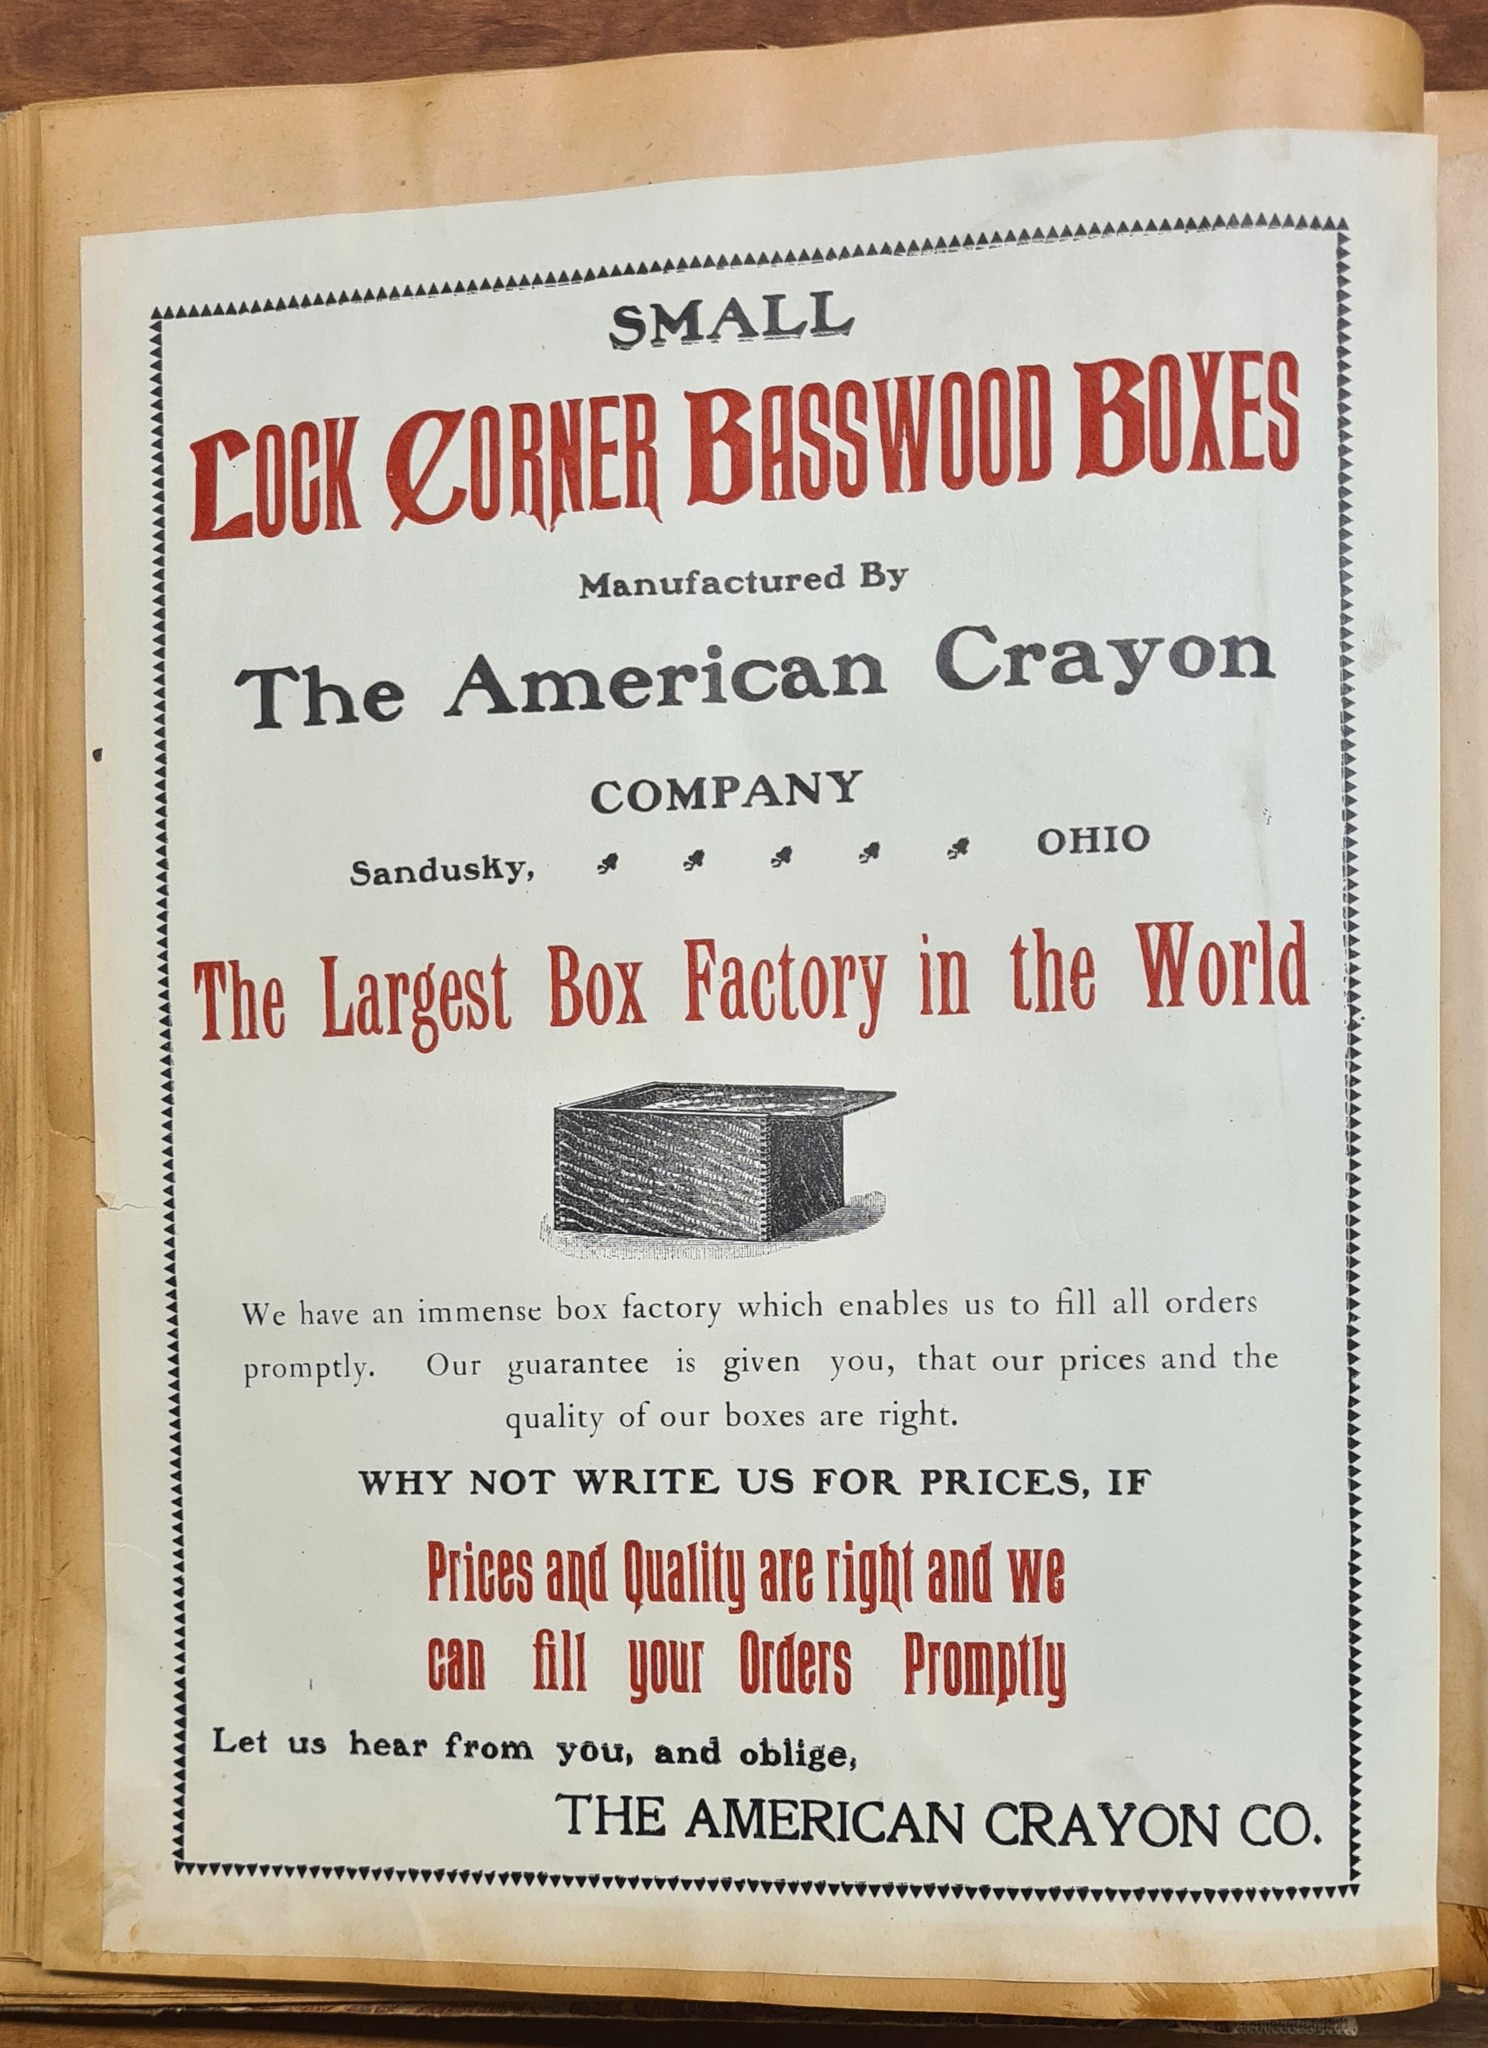 SMALL
LOCK CORNER BASSWOOD BOXES
Manufactured By
The American Crayon
COMPANY
Sandusky, OHIO
The Largest Box Factory in the World
We have an immense box factory which enables us to fill all orders
promptly. Our guarantee is given you, that our prices and the
quality of our boxes are right.
WHY NOT WRITE US FOR PRICES, IF
Prices and Quality are right and we
can fill your Orders Promptly
Let us hear from you, and oblige,
THE AMERICAN CRAYON CO.